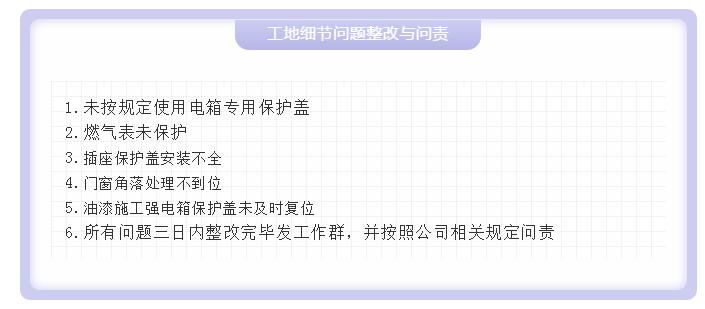 工地细节问题整改与问责
1. 未按规定使用电箱专用保护盖
2. 燃气表未保护
3. 插座保护盖安装不全
4. 门窗角落处理不到位
5. 油漆施工强电箱保护盖未及时复位
6. 所有问题三日内整改完毕发工作群，并按照公司相关规定问责